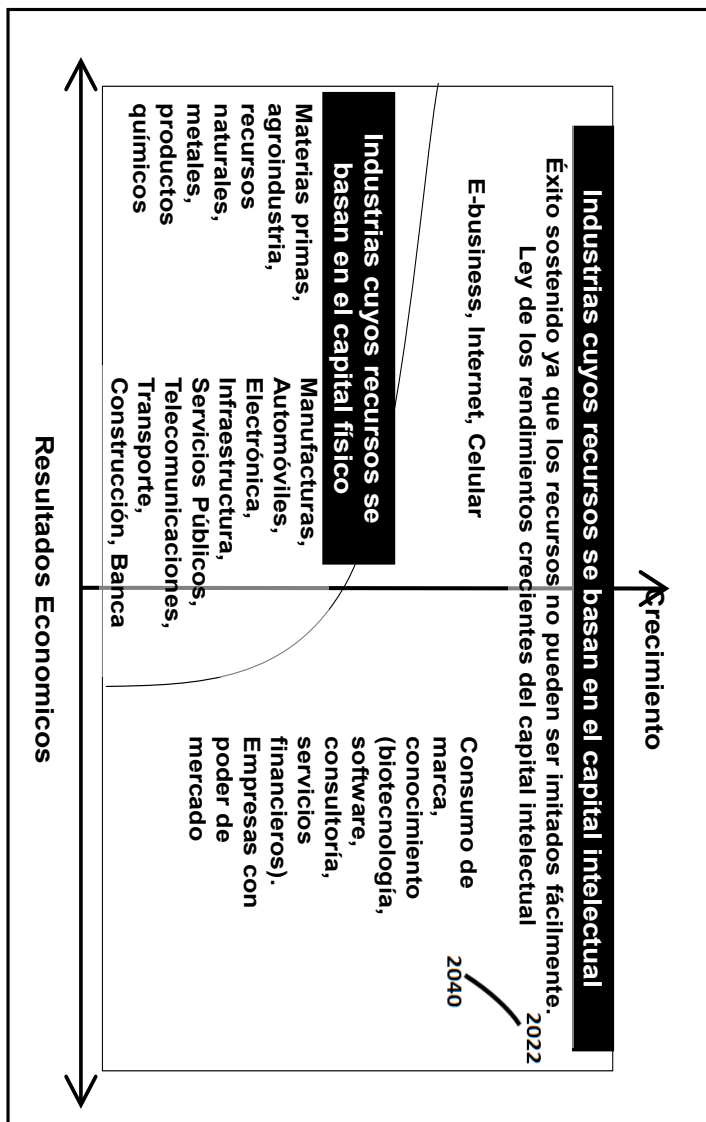 Crecimiento
Industrias cuyos recursos se basan en el capital intelectual
Éxito sostenido ya que los recursos no pueden ser imitados fácilmente.
Ley de los rendimientos crecientes del capital intelectual
2022
2040
E-business, Internet, Celular
Consumo de
marca,
conocimiento
(biotecnología,
software,
consultoría,
servicios
financieros).
Empresas con
poder de
mercado
Industrias cuyos recursos se
basan en el capital físico
Materias primas,
agroindustria,
recursos
naturales,
metales,
productos
químicos
Manufacturas,
Automóviles,
Electrónica,
Infraestructura,
Servicios Públicos,
Telecomunicaciones,
Transporte,
Construcción, Banca
Resultados Economicos